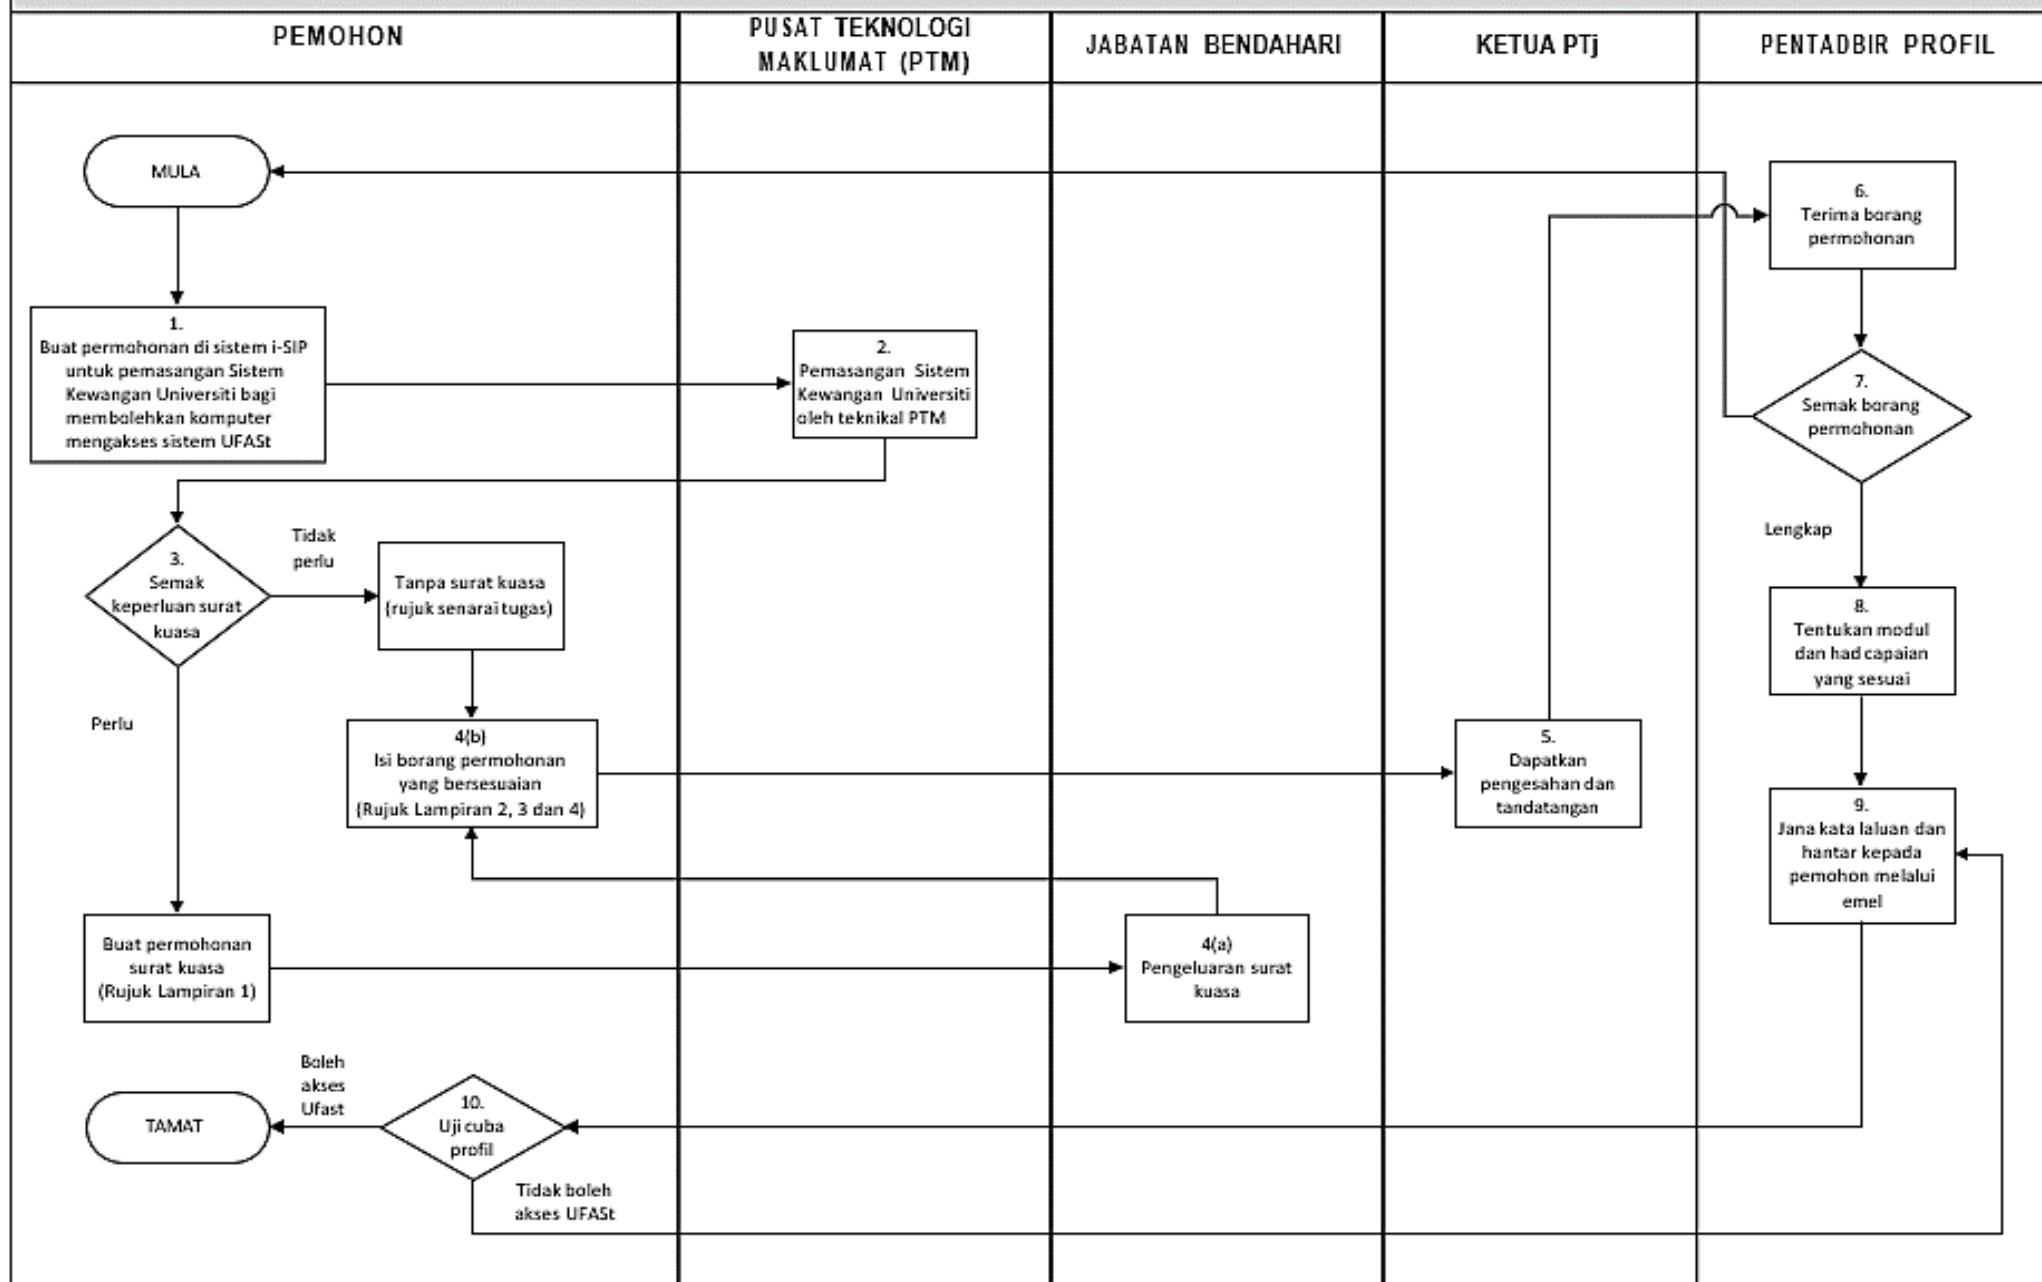 PEMOHON
PUSAT TEKNOLOGI
MAKLUMAT (PTM)
JABATAN BENDAHARI
KETUA PTj
PENTADBIR PROFIL
MULA
1.
Buat permohonan di sistem i-SIP
untuk pemasangan Sistem
Kewangan Universiti bagi
membolehkan komputer
mengakses sistem UFASt
2.
Pemasangan Sistem
Kewangan Universiti
oleh teknikal PTM
3.
Semak
keperluan surat
kuasa
Tidak
perlu
Tanpa surat kuasa
(rujuk senarai tugas)
Perlu
4(b)
Isi borang permohonan
yang bersesuaian
(Rujuk Lampiran 2, 3 dan 4)
Buat permohonan
surat kuasa
(Rujuk Lampiran 1)
4(a)
Pengeluaran surat
kuasa
5.
Dapatkan
pengesahan dan
tandatangan
6.
Terima borang
permohonan
7.
Semak borang
permohonan
Lengkap
8.
Tentukan modul
dan had capaian
yang sesuai
9.
Jana kata laluan dan
hantar kepada
pemohon melalui
emel
10.
Uji cuba
profil
Boleh
akses
Ufast
TAMAT
Tidak boleh
akses UFASt